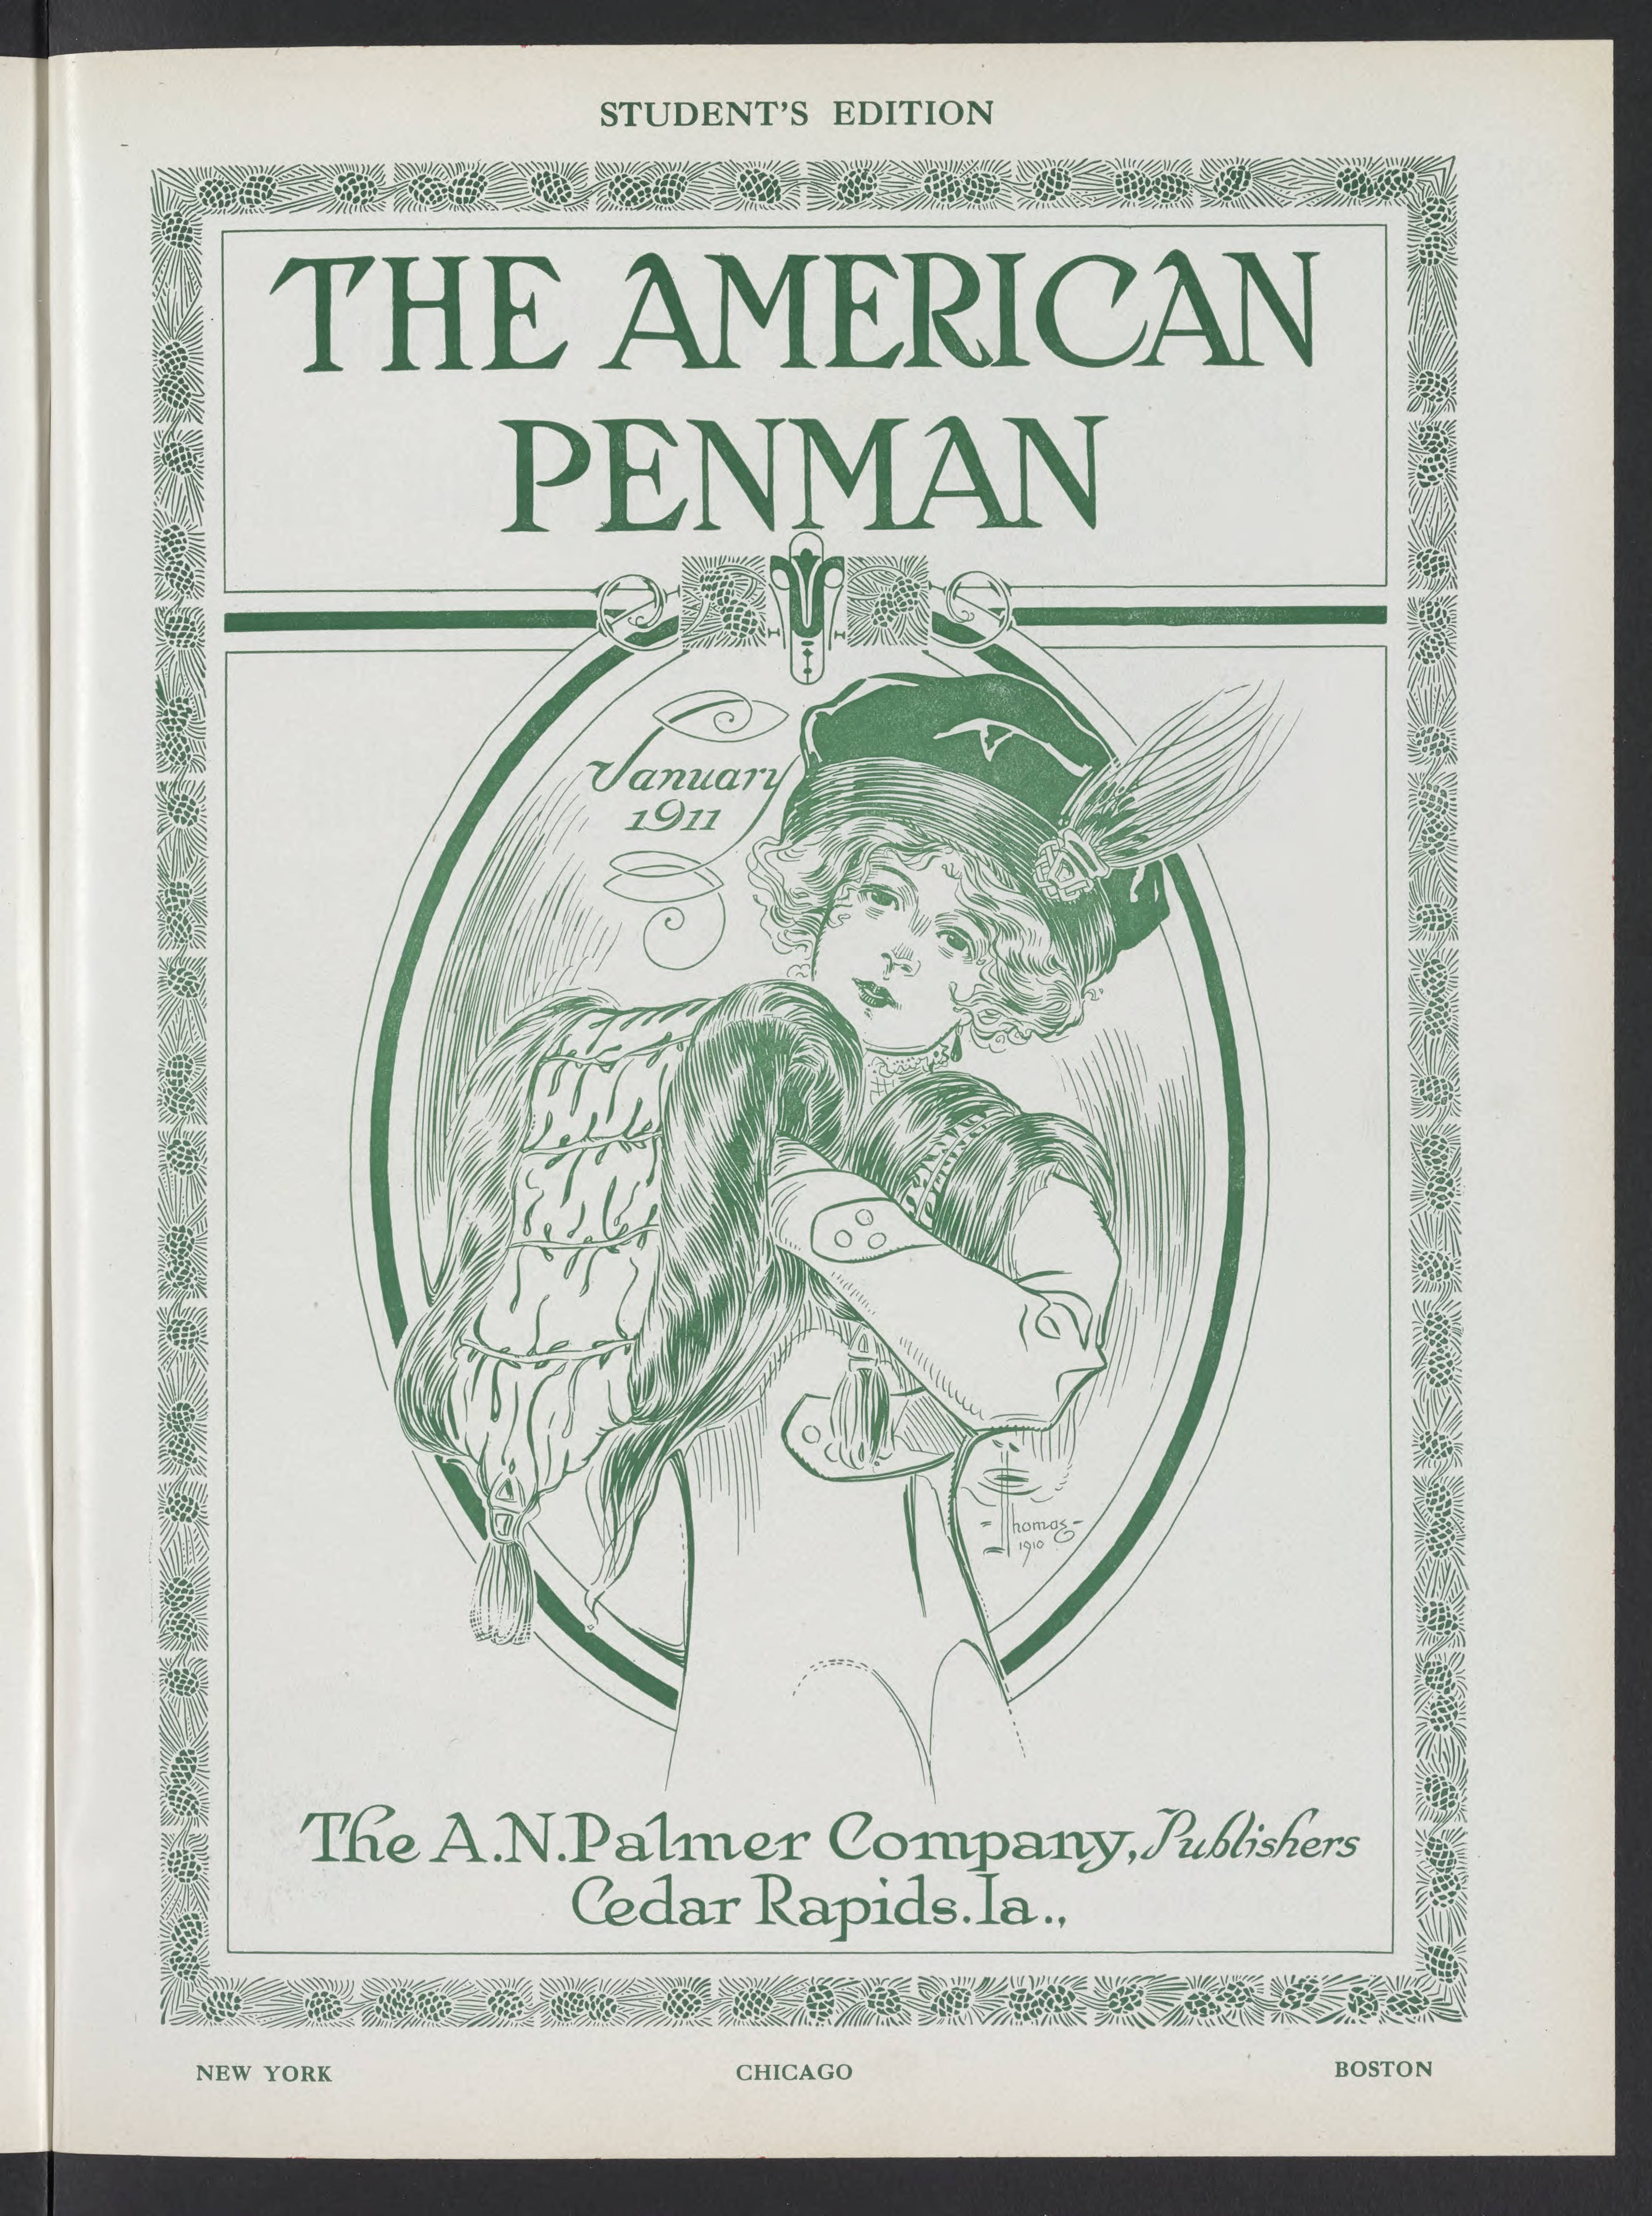 STUDENT'S EDITION
THE AMERICAN
PENMAN
January
1911
-Thomas-
1910
The A.N.Palmer Company, Publishers
Cedar Rapids. Ia.,
NEW YORK CHICAGO BOSTON